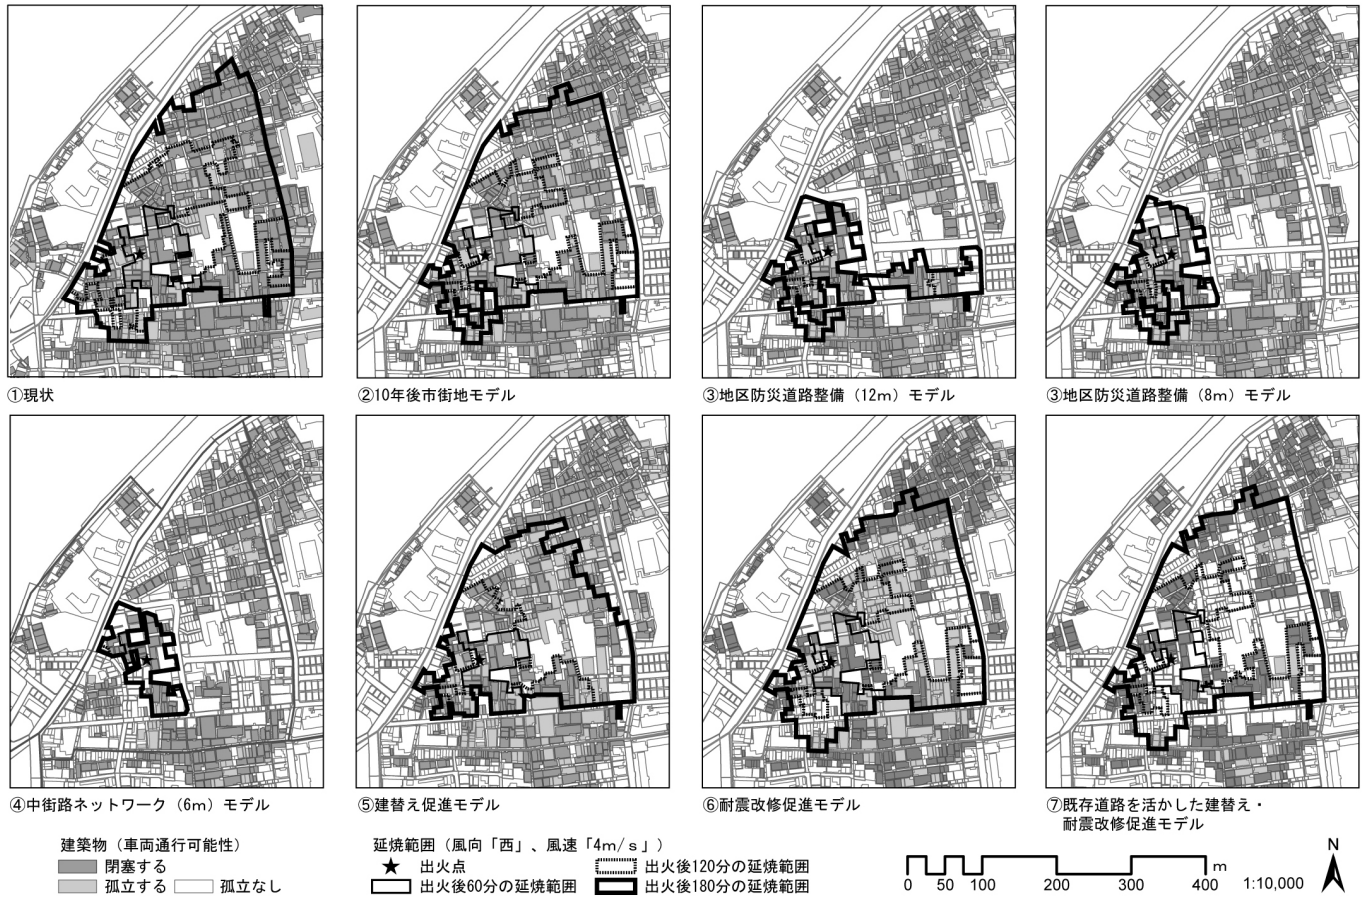 ①現状
②10年後市街地モデル
③地区防災道路整備（12ｍ）モデル
③地区防災道路整備（8ｍ）モデル
④中街路ネットワーク（6ｍ）モデル
⑤建替え促進モデル
⑥耐震改修促進モデル
⑦既存道路を活かした建替え・
耐震改修促進モデル
建築物（車両通行可能性）
閉塞する
孤立する
孤立なし
延焼範囲（風向「西」、風速「4ｍ/ｓ」）
出火点
出火後60分の延焼範囲
出火後120分の延焼範囲
出火後180分の延焼範囲
m
0 50 100 200 300 400
1:10,000
N